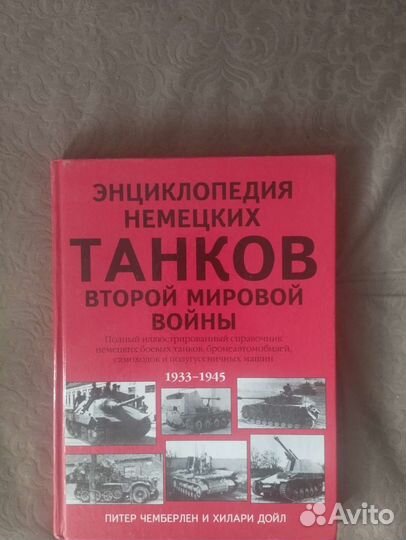 ЭНЦИКЛОПЕДИЯ
НЕМЕЦКИХ
ТАНКОВ
ВТОРОЙ МИРОВОЙ
ВОЙНЫ
Полный иллюстрированный справочник
немецких боевых танков, бронеавтомобилей,
самоходок и полугусеничных машин
1933–1945
ПИТЕР ЧЕМБЕРЛЕН И ХИЛАРИ ДОЙЛ
Avito